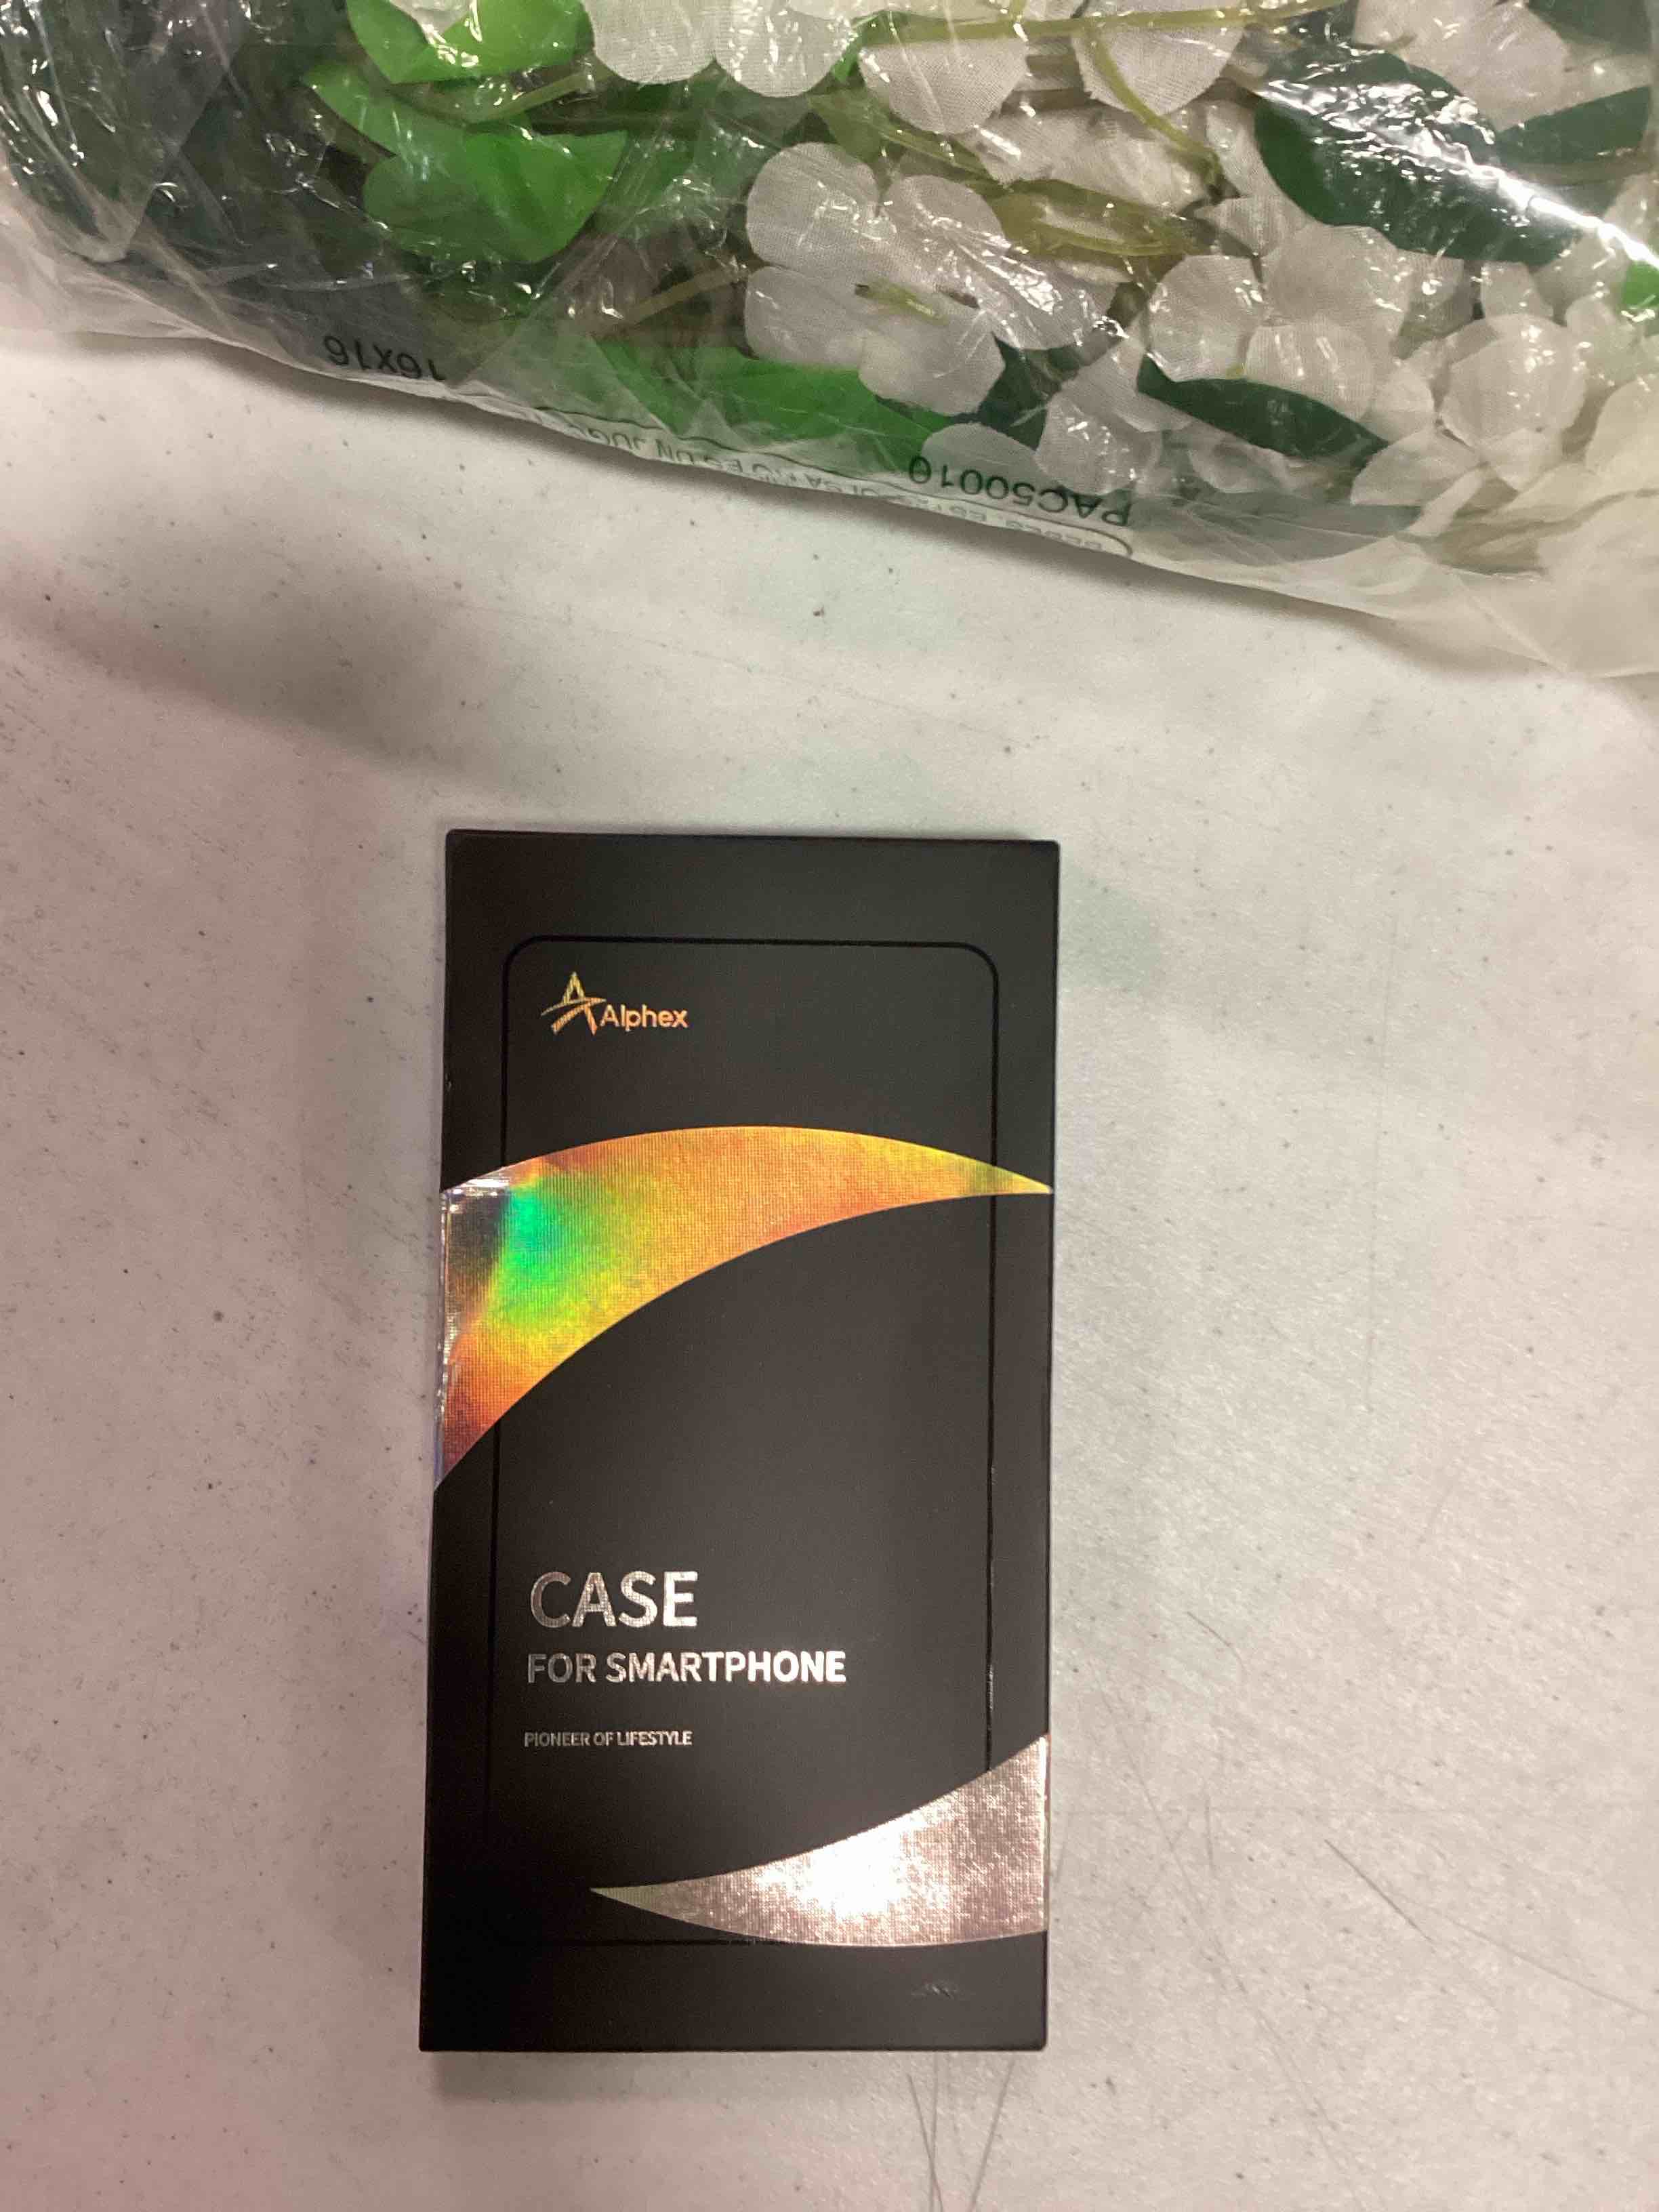 16x16
PAC50010
Alphex
CASE
FOR SMARTPHONE
PIONEER OF LIFESTYLE